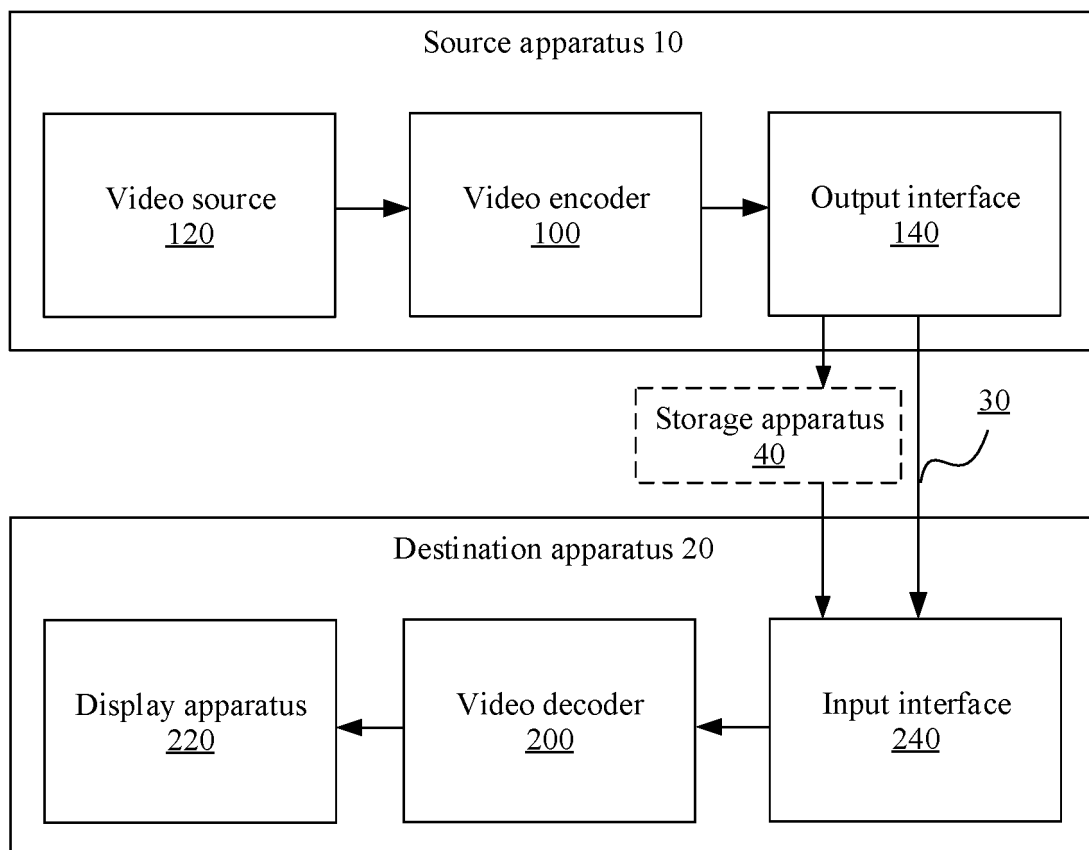 Source apparatus 10
Video source
120
Video encoder
100
Output interface
140
Storage apparatus
40
30
Destination apparatus 20
Display apparatus
220
Video decoder
200
Input interface
240